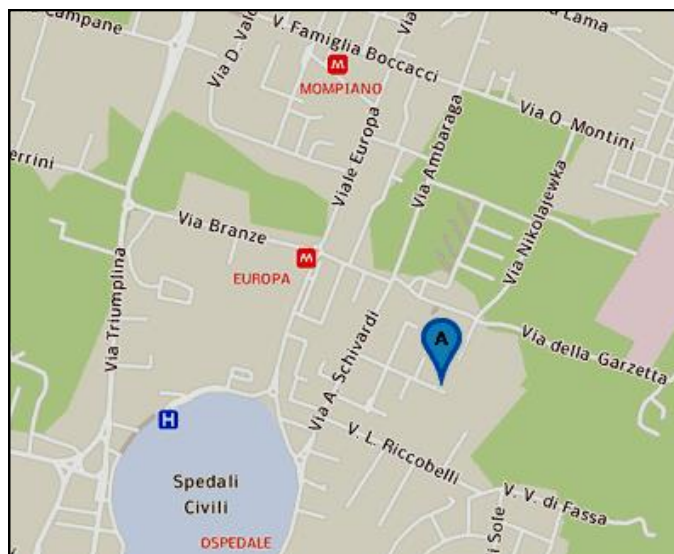 Campane
Via D. Valo
V. Famiglia Boccacci
Via
Lama
M
MOMPIANO
Via O. Montini
Via Ambaraga
Viale Europa
errini
Via Branze
Via Nikolajewka
M
EUROPA
Via Triumplina
Via A. Schivardi
A
Via della Garzetta
H
V. L. Riccobelli
Spedali
Civili
V. V. di Fassa
i Sole
OSPEDALE